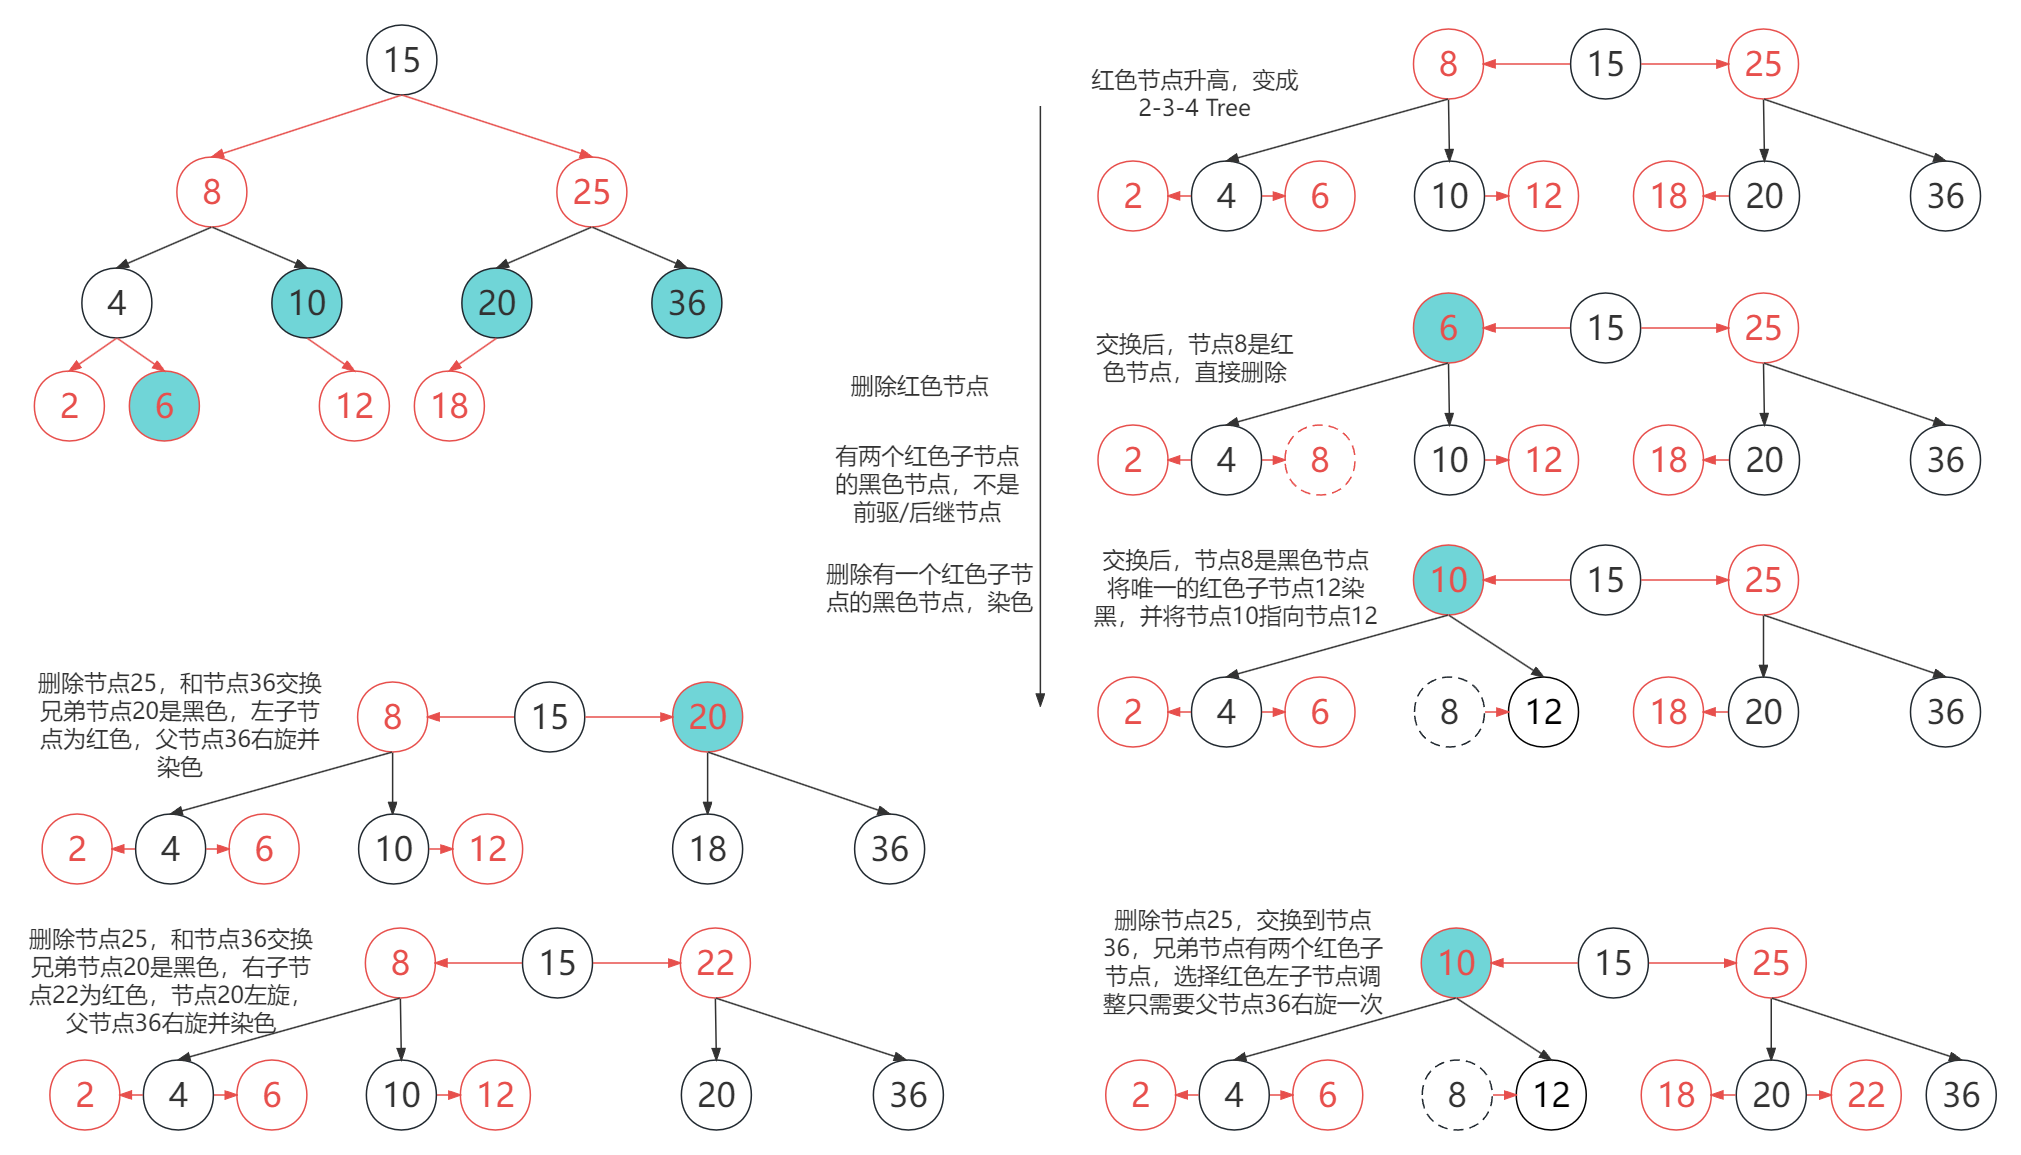 15
8 25
4 10 20 36
2 6 12 18
删除红色节点
有两个红色子节点
的黑色节点，不是
前驱/后继节点
删除有一个红色子节
点的黑色节点，染色
红色节点升高，变成
2-3-4 Tree
8 15 25
2 4 6 10 12 18 20 36
交换后，节点8是红
色节点，直接删除
6 15 25
2 4 8 10 12 18 20 36
交换后，节点8是黑色节点
将唯一的红色子节点12染
黑，并将节点10指向节点12
10 15 25
2 4 6 8 12 18 20 36
删除节点25，和节点36交换
兄弟节点20是黑色，左子节
点为红色，父节点36右旋并
染色
8 15 20
2 4 6 10 12 18 36
删除节点25，和节点36交换
兄弟节点20是黑色，右子节
点22为红色，节点20左旋，
父节点36右旋并染色
8 15 22
2 4 6 10 12 20 36
删除节点25，交换到节点
36，兄弟节点有两个红色子
节点，选择红色左子节点调
整只需要父节点36右旋一次
10 15 25
2 4 6 8 12 18 20 22 36